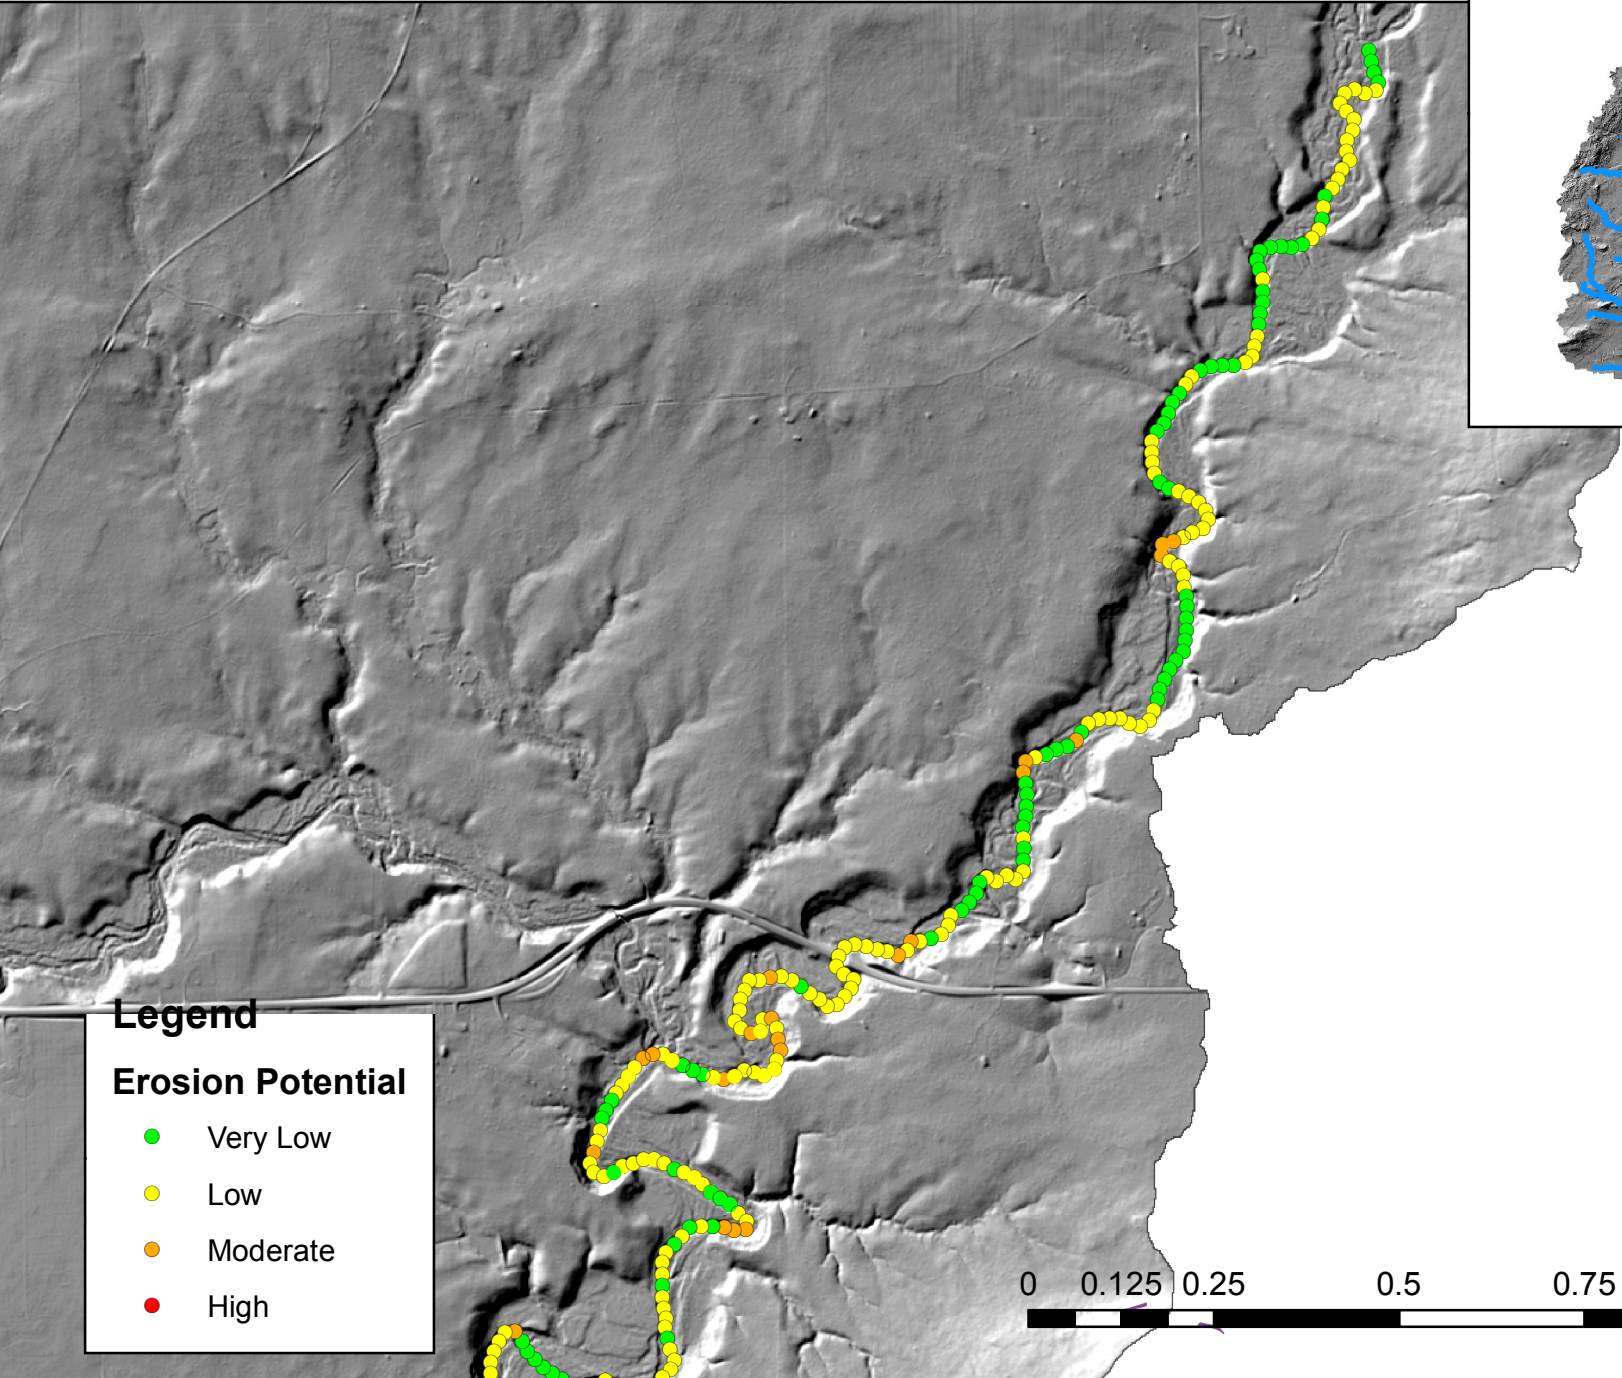 Legend
Erosion Potential
Very Low
Low
Moderate
High
0 0.125 0.25 0.5 0.75